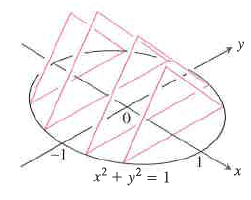 y
0
−1
1
x
x² + y² = 1